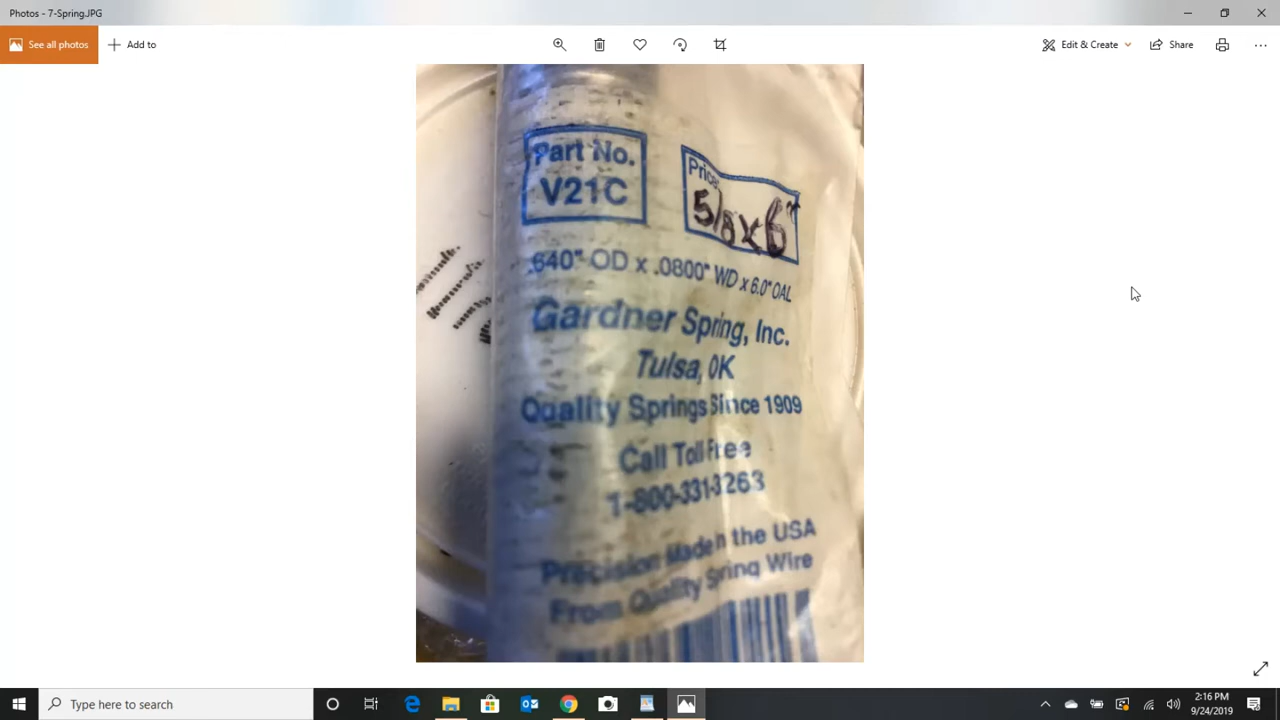 Photos - 7-Spring.JPG
See all photos
Add to
Edit & Create
Share
Part No.
V21C
Price
5/8 x 6"
.640" OD x .0800" WD x 6.0" OAL
Gardner Spring, Inc.
Tulsa, OK
Quality Springs Since 1909
Call Toll Free
1-800-331-3263
Precision Made in the USA
From Quality Spring Wire
Type here to search
2:16 PM
9/24/2019